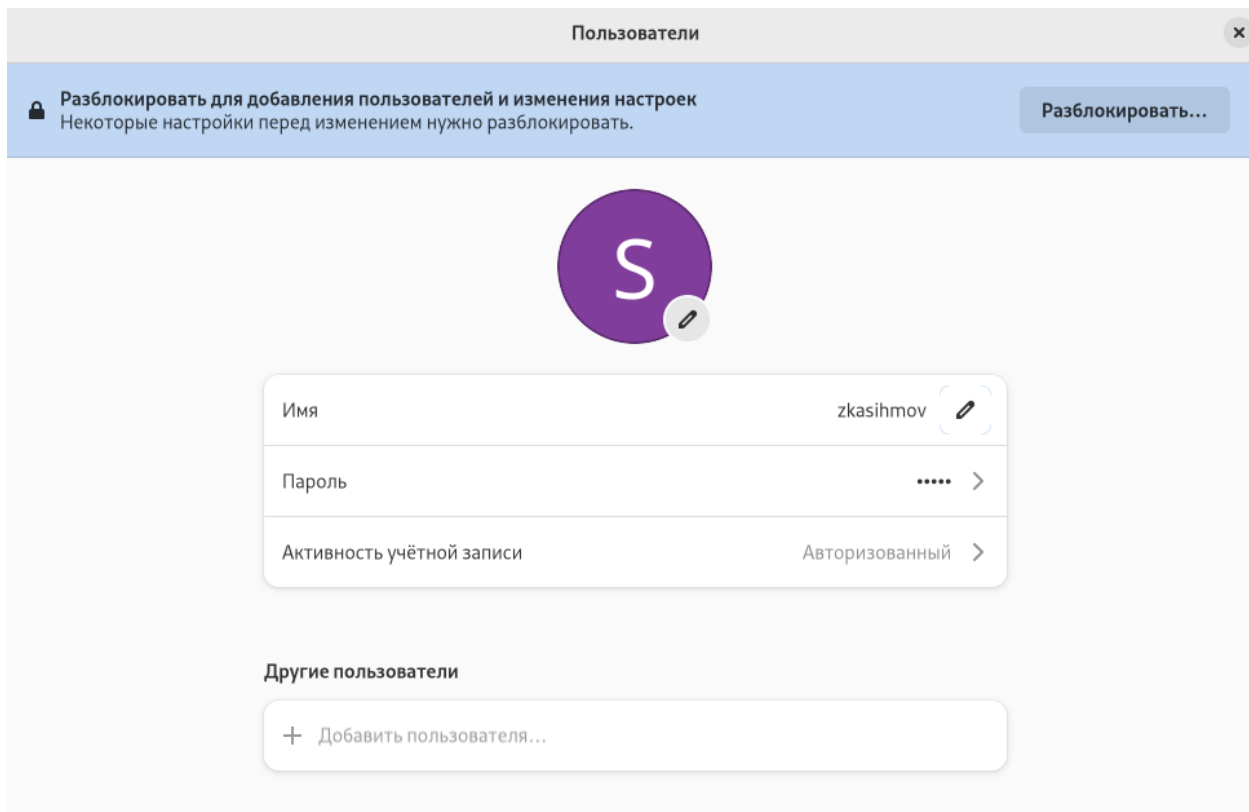 Пользователи
Разблокировать для добавления пользователей и изменения настроек
Некоторые настройки перед изменением нужно разблокировать.
Разблокировать...
S
Имя
zkasihmov
Пароль
•••••
Активность учётной записи
Авторизованный
Другие пользователи
Добавить пользователя...